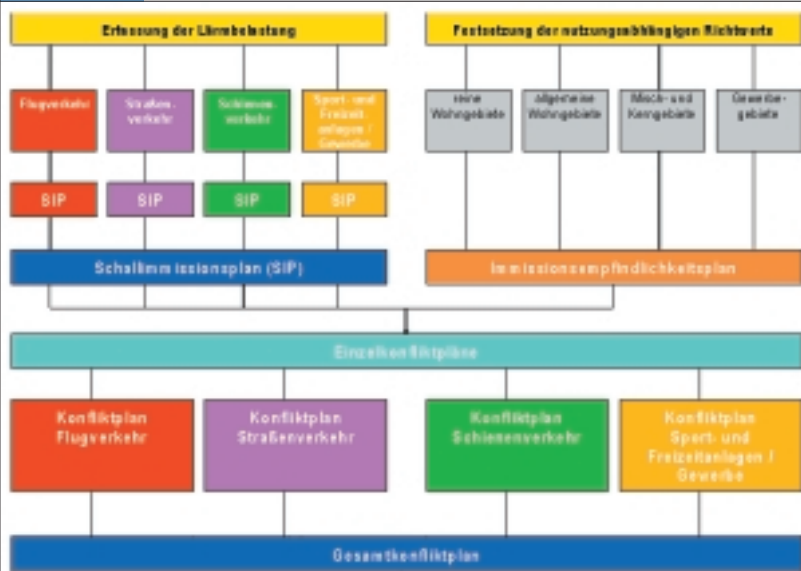 Erfassung der Lärmbelastung
Festsetzung der nutzungsabhängigen Richtwerte
Flugverkehr
Straßen-
verkehr
Schienen-
verkehr
Sport- und
Freizeit-
anlagen /
Gewerbe
reine
Wohngebiete
allgemeine
Wohngebiete
Misch- und
Kerngebiete
Gewerbe-
gebiete
SIP
SIP
SIP
SIP
Schallimmissionsplan (SIP)
Immissionsempfindlichkeitsplan
Einzelkonfliktpläne
Konfliktplan
Flugverkehr
Konfliktplan
Straßenverkehr
Konfliktplan
Schienenverkehr
Konfliktplan
Sport- und
Freizeitanlagen /
Gewerbe
Gesamtkonfliktplan